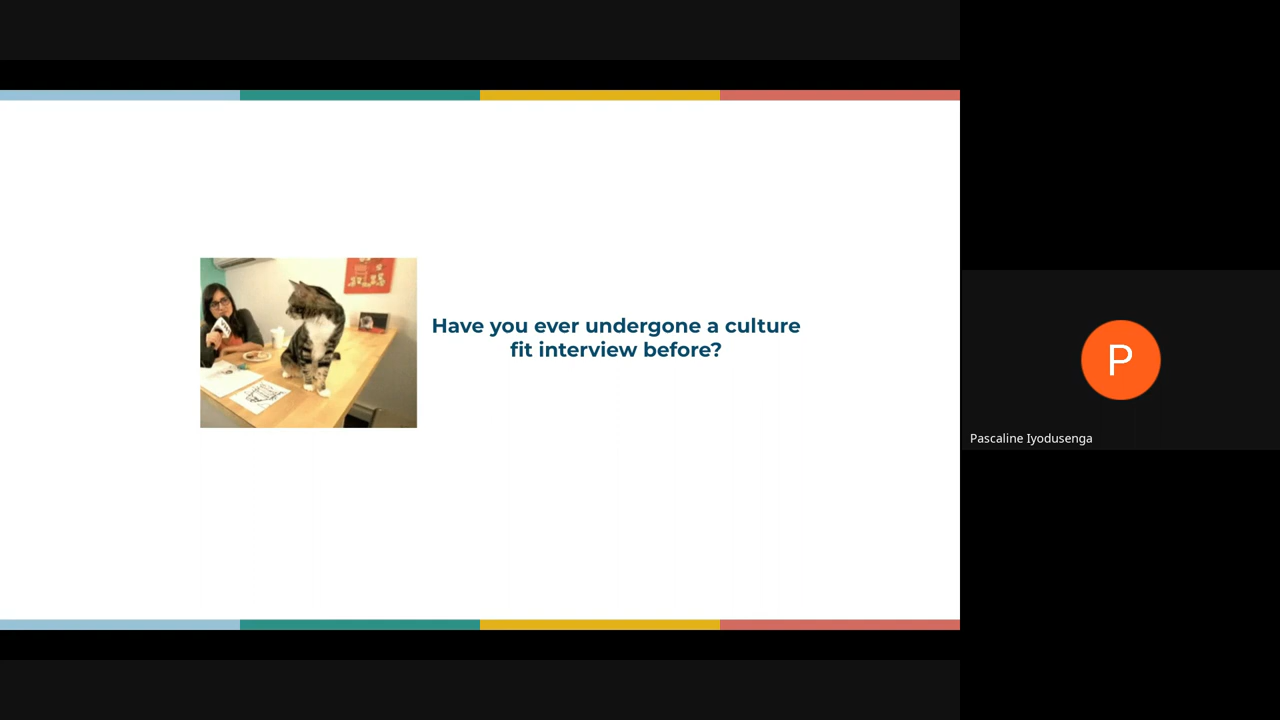 Have you ever undergone a culture
fit interview before?
P
Pascaline Iyodusenga